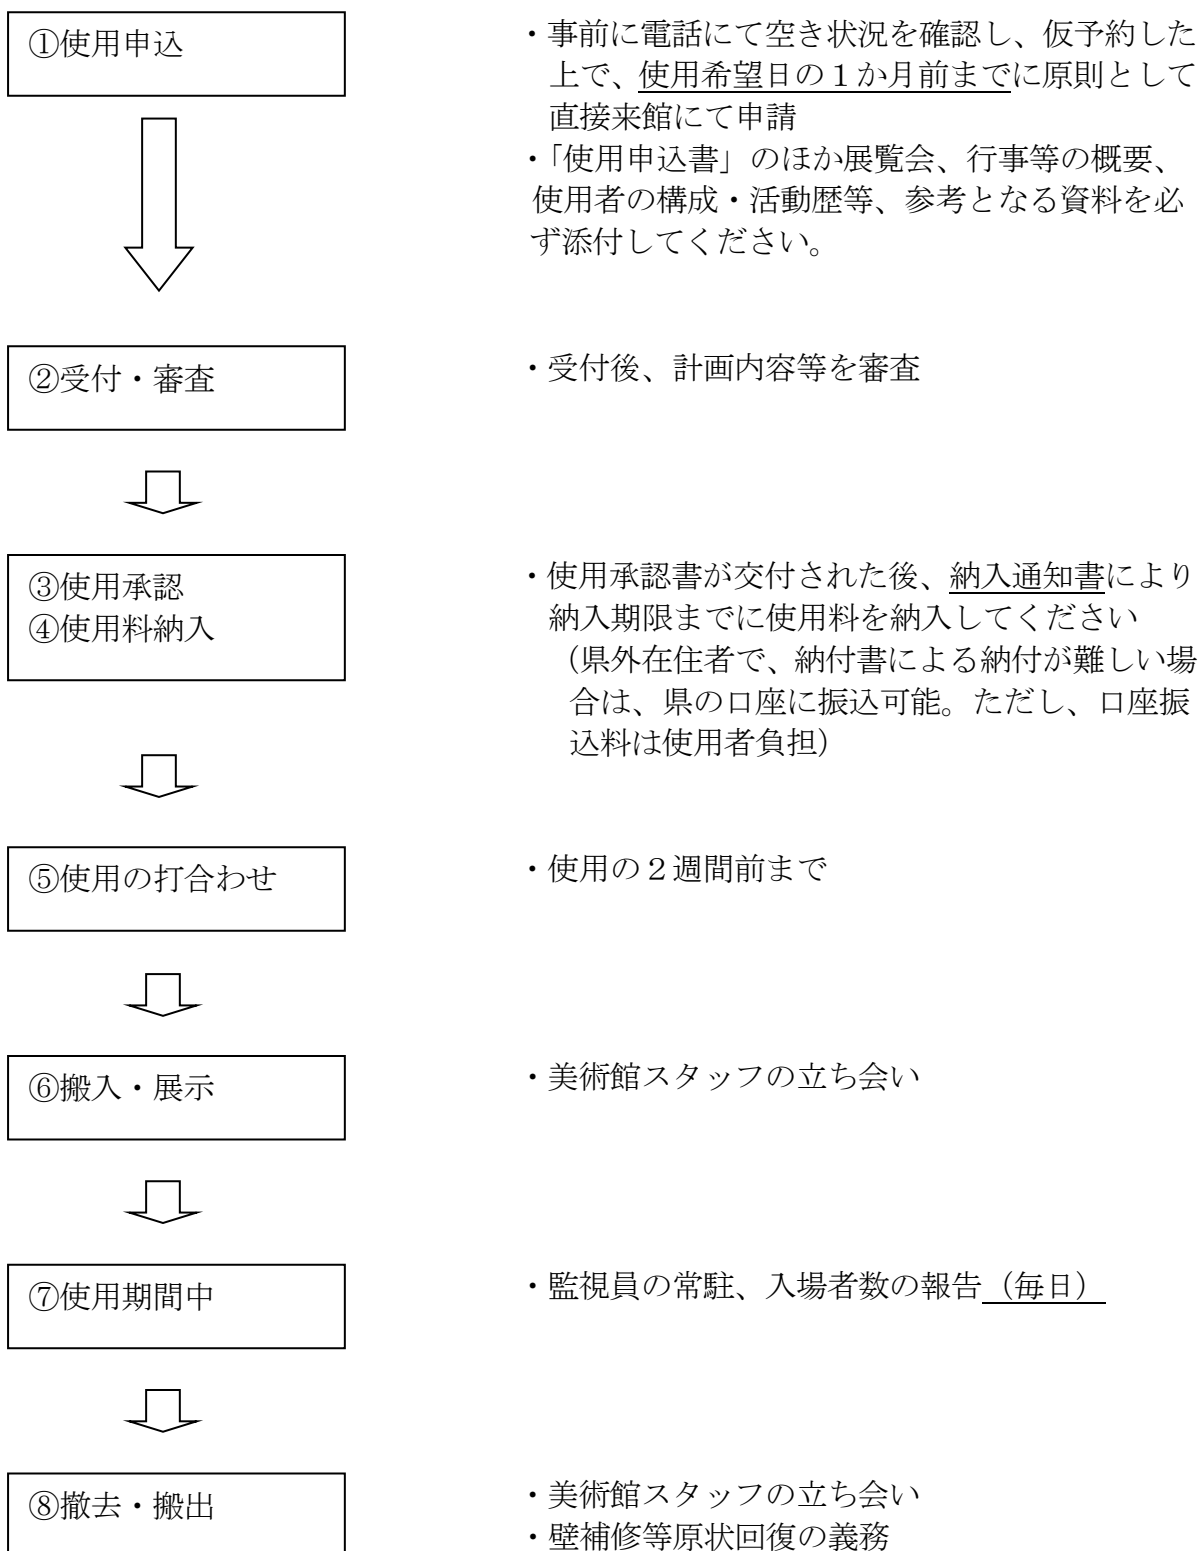 ①使用申込
・事前に電話にて空き状況を確認し、仮予約した
上で、使用希望日の１か月前までに原則として
直接来館にて申請
・「使用申込書」のほか展覧会、行事等の概要、
使用者の構成・活動歴等、参考となる資料を必
ず添付してください。
②受付・審査
・受付後、計画内容等を審査
③使用承認
④使用料納入
・使用承認書が交付された後、納入通知書により
納入期限までに使用料を納入してください
（県外在住者で、納付書による納付が難しい場
合は、県の口座に振込可能。ただし、口座振
込料は使用者負担）
⑤使用の打合わせ
・使用の２週間前まで
⑥搬入・展示
・美術館スタッフの立ち会い
⑦使用期間中
・監視員の常駐、入場者数の報告（毎日）
⑧撤去・搬出
・美術館スタッフの立ち会い
・壁補修等原状回復の義務